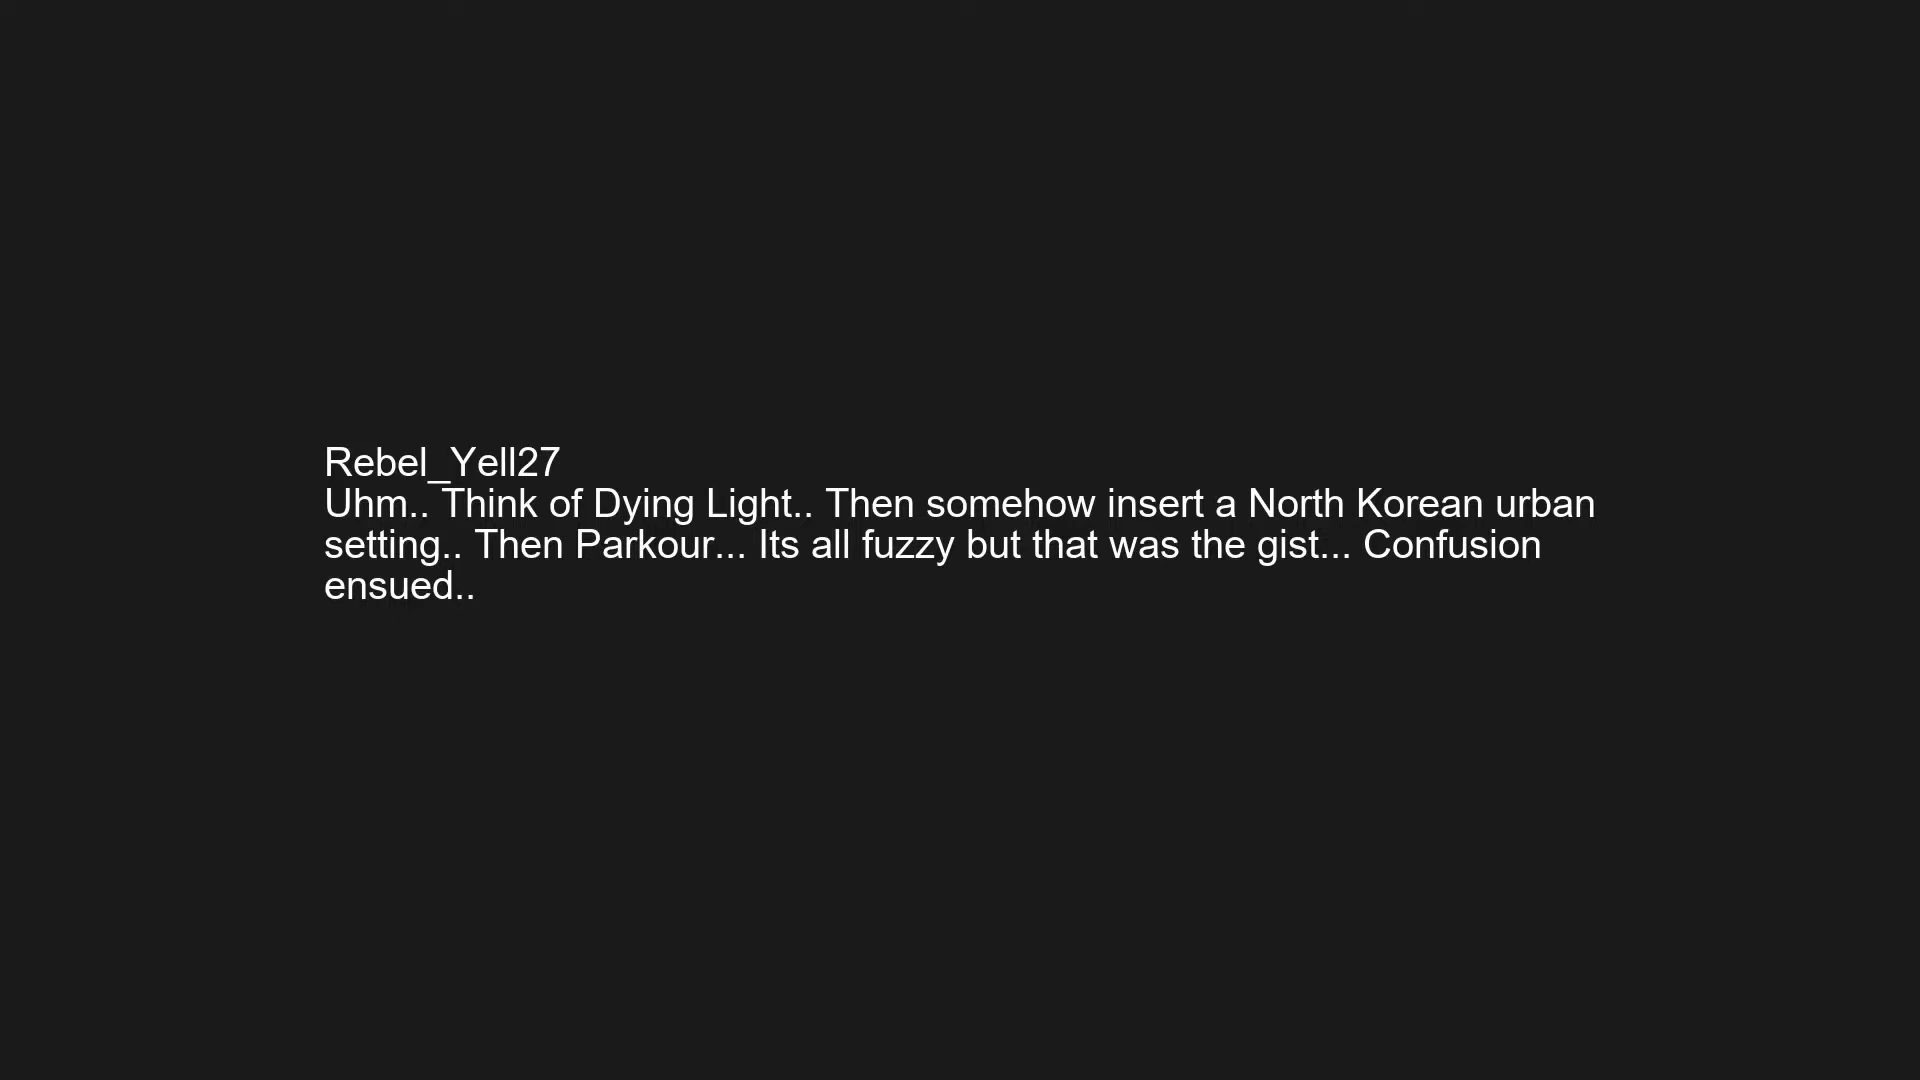 Rebel_Yell27
Uhm.. Think of Dying Light.. Then somehow insert a North Korean urban
setting.. Then Parkour... Its all fuzzy but that was the gist... Confusion
ensued..